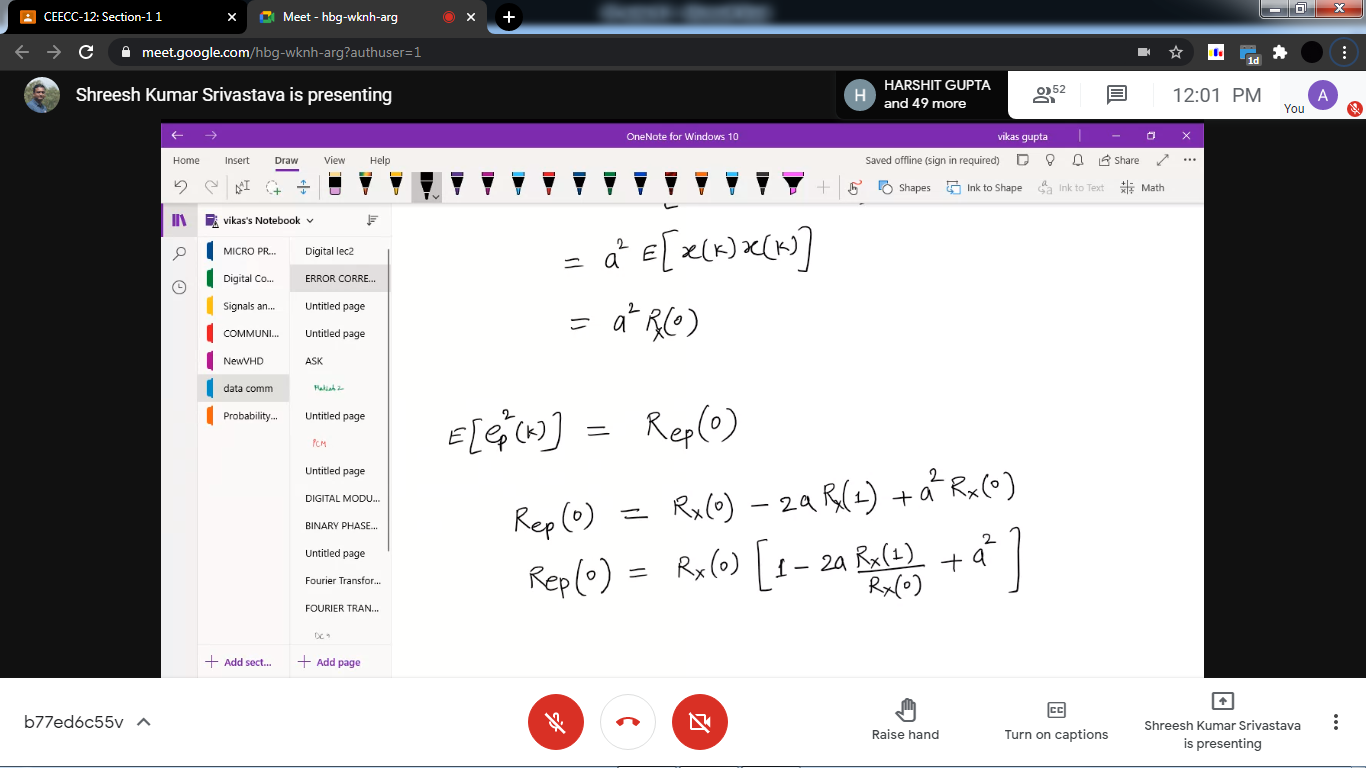 CEECC-12: Section-1 1
Meet - hbg-wknh-arg
meet.google.com/hbg-wknh-arg?authuser=1
1d
Shreesh Kumar Srivastava is presenting
H
HARSHIT GUPTA
and 49 more
52
12:01 PM
You
A
OneNote for Windows 10
vikas gupta
Home Insert Draw View Help
Saved offline (sign in required)
Share
Shapes
Ink to Shape
Ink to Text
Math
vikas's Notebook
MICRO PR...
Digital Co...
Signals an...
COMMUNI...
NewVHD
data comm
Probability...
Add sect...
Digital lec2
ERROR CORRE...
Untitled page
Untitled page
ASK
Matlab 2
Untitled page
PCM
Untitled page
DIGITAL MODU...
BINARY PHASE...
Untitled page
Fourier Transfor...
FOURIER TRAN...
Add page
= a² E[x(k)x(k)]
= a² Rx(0)
E[ep²(k)] = Rep(0)
Rep(0) = Rx(0) − 2a Rx(1) + a² Rx(0)
Rep(0) = Rx(0) [1 − 2a Rx(1)/Rx(0) + a²]
b77ed6c55v
Raise hand
CC
Turn on captions
Shreesh Kumar Srivastava
is presenting